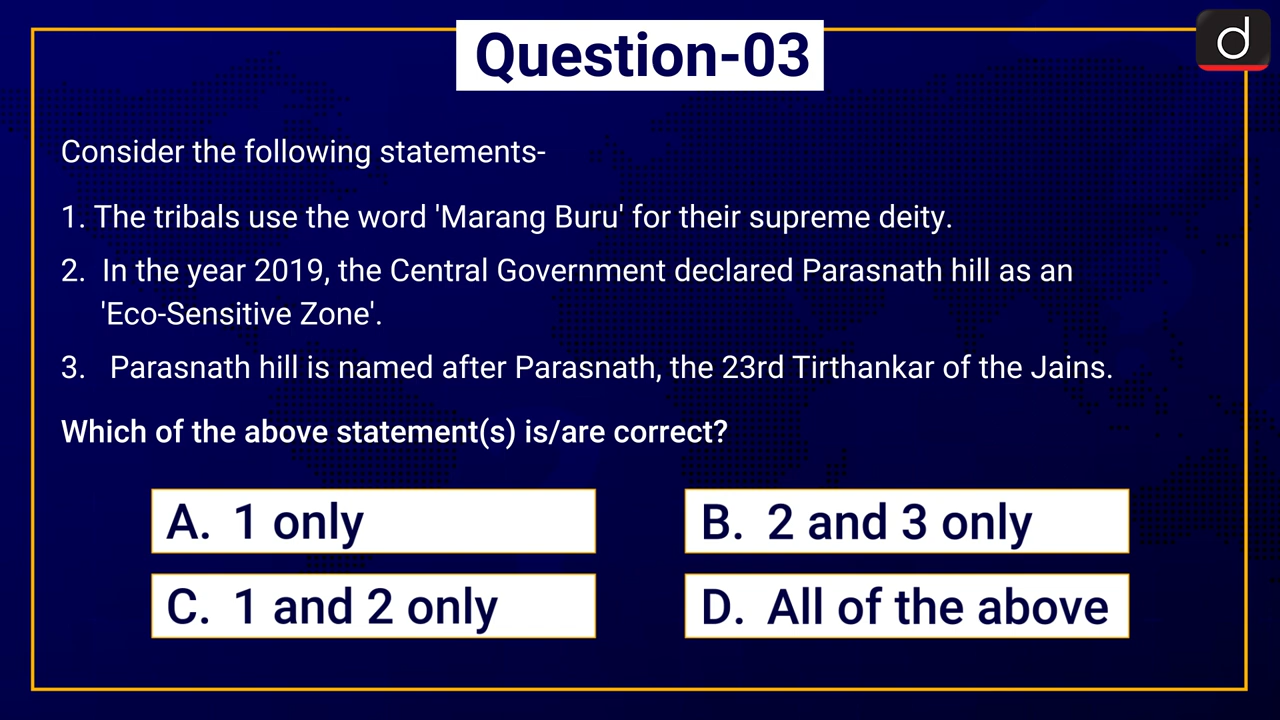 Question-03
d
Consider the following statements-
1. The tribals use the word 'Marang Buru' for their supreme deity.
2. In the year 2019, the Central Government declared Parasnath hill as an
'Eco-Sensitive Zone'.
3. Parasnath hill is named after Parasnath, the 23rd Tirthankar of the Jains.
Which of the above statement(s) is/are correct?
A. 1 only
B. 2 and 3 only
C. 1 and 2 only
D. All of the above